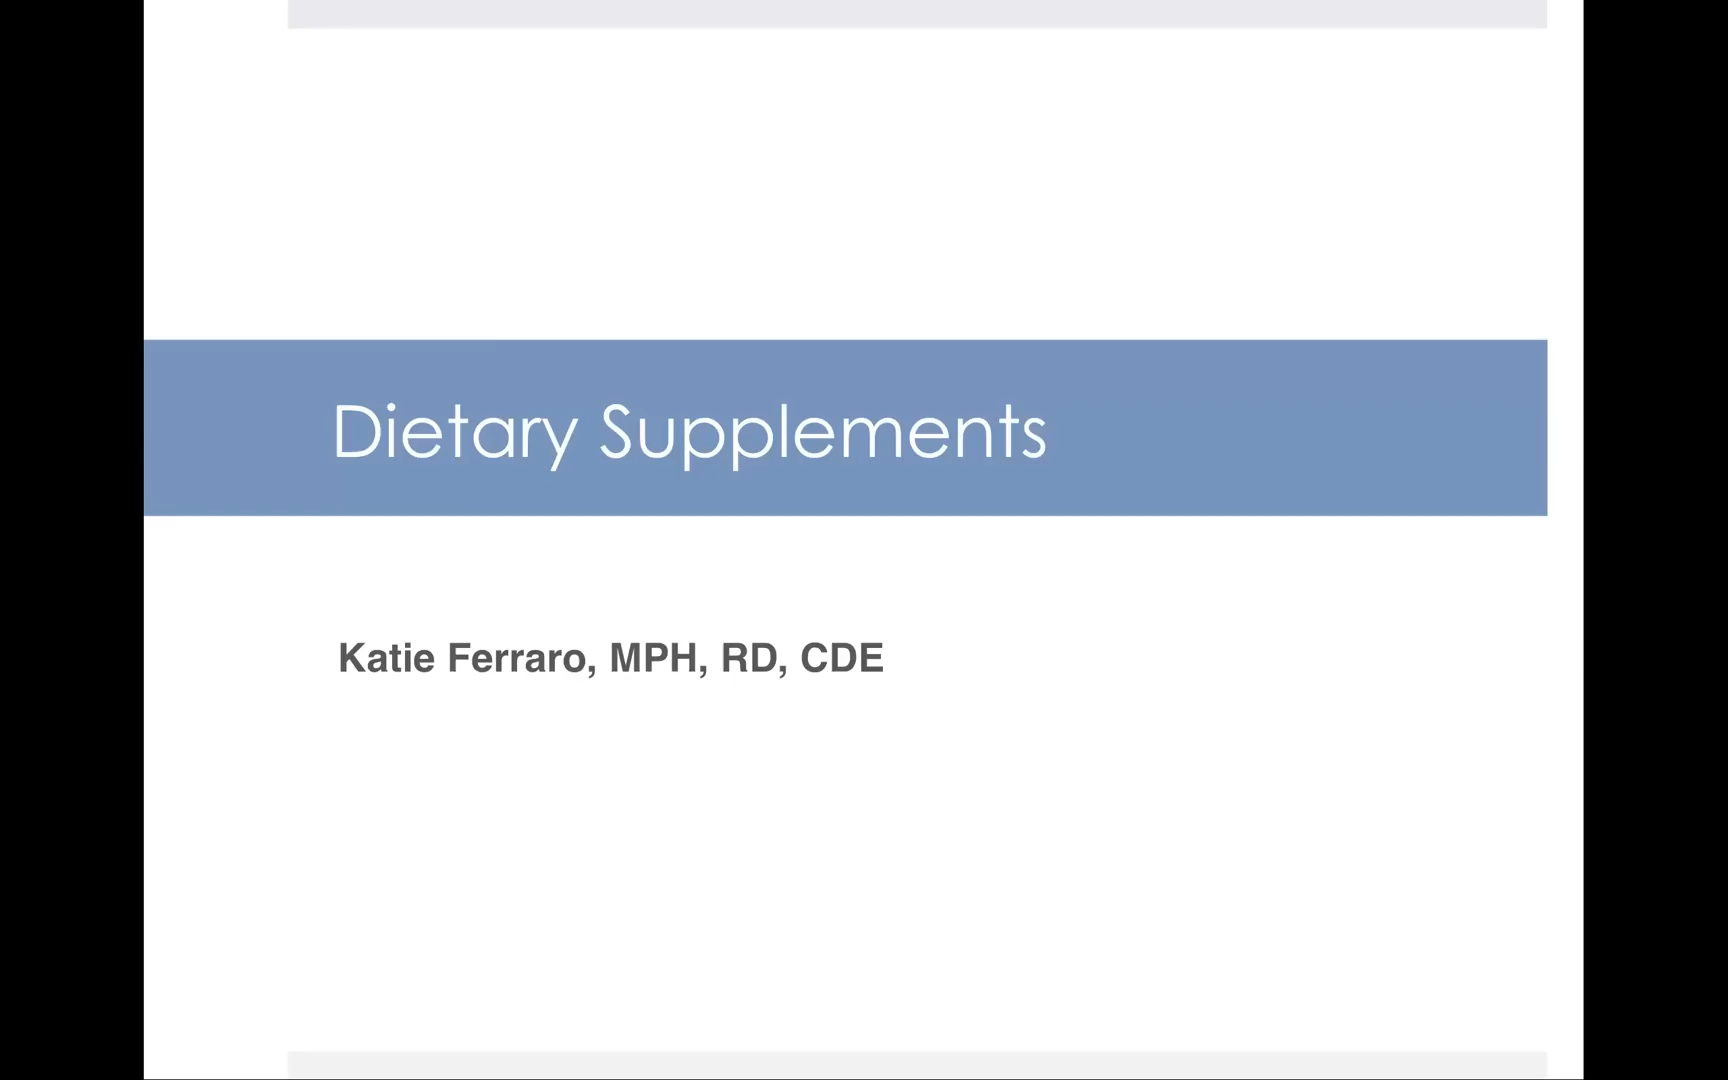 Dietary Supplements
Katie Ferraro, MPH, RD, CDE